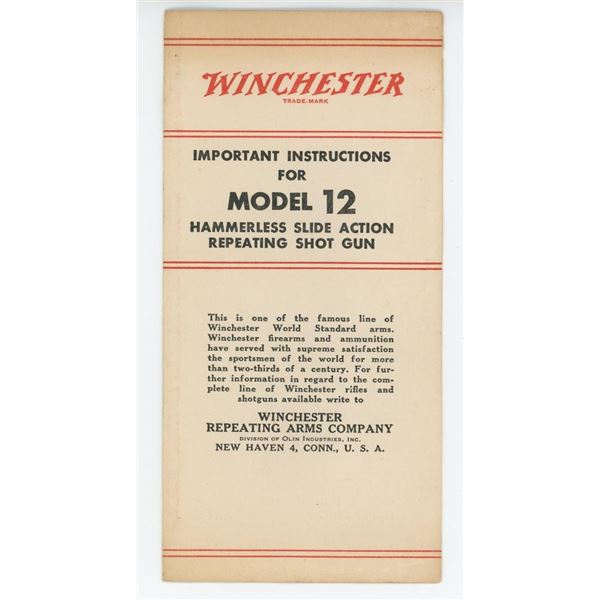 WINCHESTER
TRADE-MARK
IMPORTANT INSTRUCTIONS
FOR
MODEL 12
HAMMERLESS SLIDE ACTION
REPEATING SHOT GUN
This is one of the famous line of
Winchester World Standard arms.
Winchester firearms and ammunition
have served with supreme satisfaction
the sportsmen of the world for more
than two-thirds of a century. For fur-
ther information in regard to the com-
plete line of Winchester rifles and
shotguns available write to
WINCHESTER
REPEATING ARMS COMPANY
DIVISION OF OLIN INDUSTRIES, INC.
NEW HAVEN 4, CONN., U. S. A.